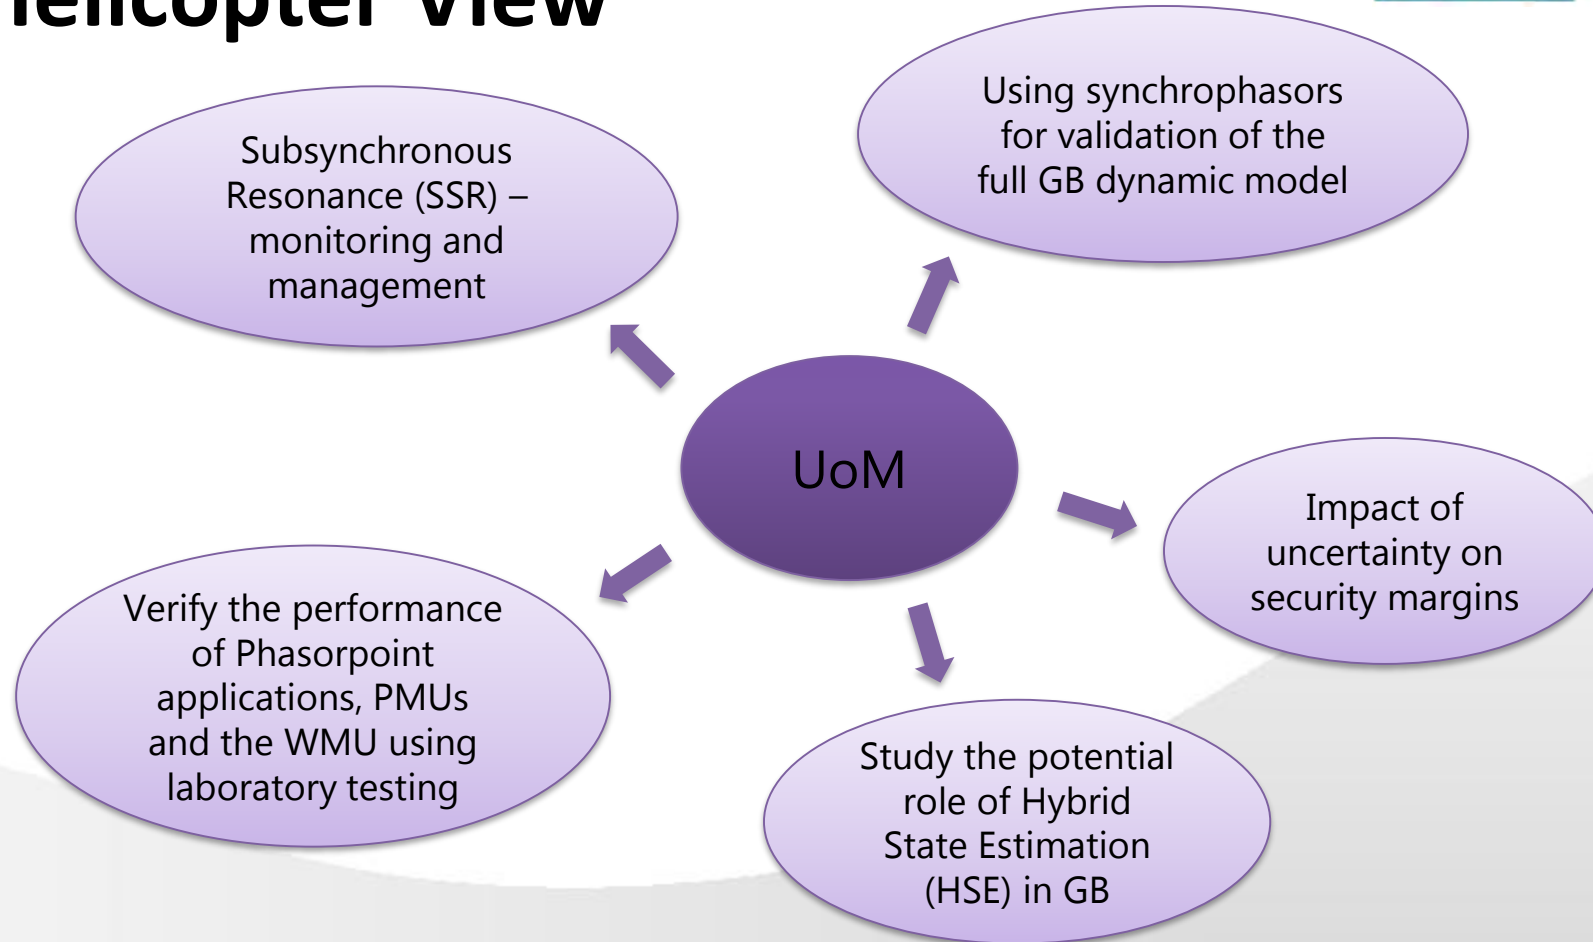 Helicopter View
Subsynchronous
Resonance (SSR) –
monitoring and
management
Using synchrophasors
for validation of the
full GB dynamic model
UoM
Impact of
uncertainty on
security margins
Verify the performance
of Phasorpoint
applications, PMUs
and the WMU using
laboratory testing
Study the potential
role of Hybrid
State Estimation
(HSE) in GB